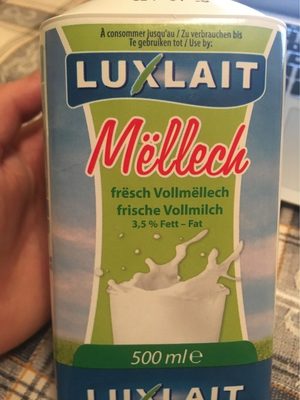 A consommer jusqu'au / Zu verbrauchen bis
Te gebruiken tot / Use by:
LUXLAIT
Mëllech
frësch Vollmëllech
frische Vollmilch
3,5 % Fett – Fat
500 ml e
LUXLAIT